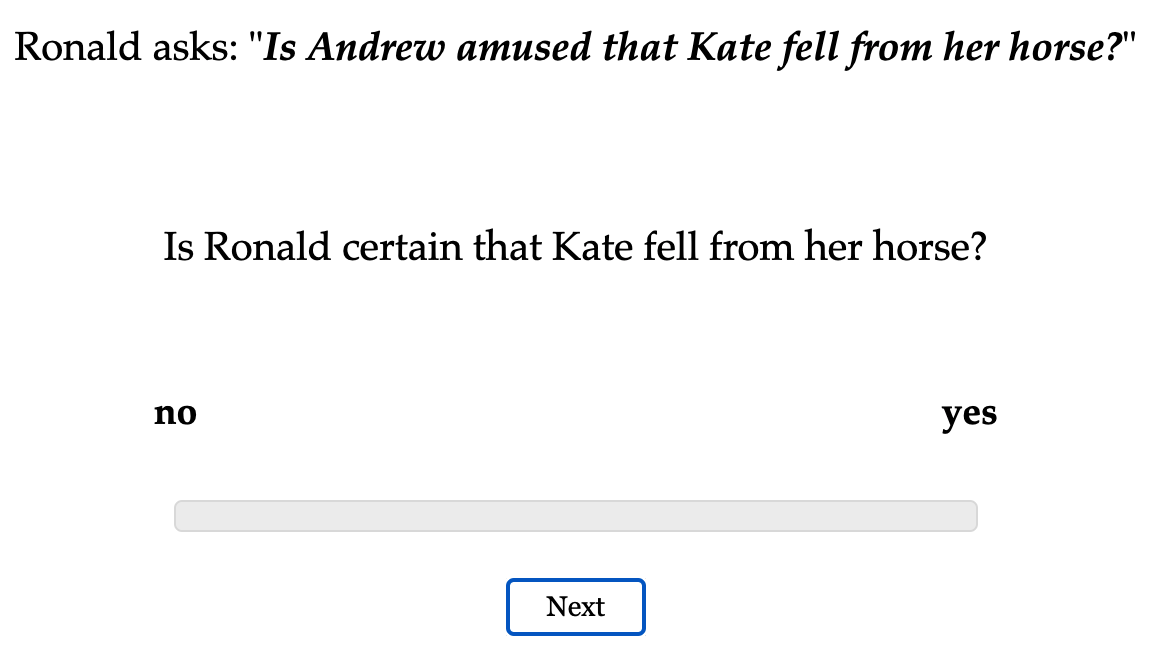 Ronald asks: "Is Andrew amused that Kate fell from her horse?"
Is Ronald certain that Kate fell from her horse?
no yes
Next